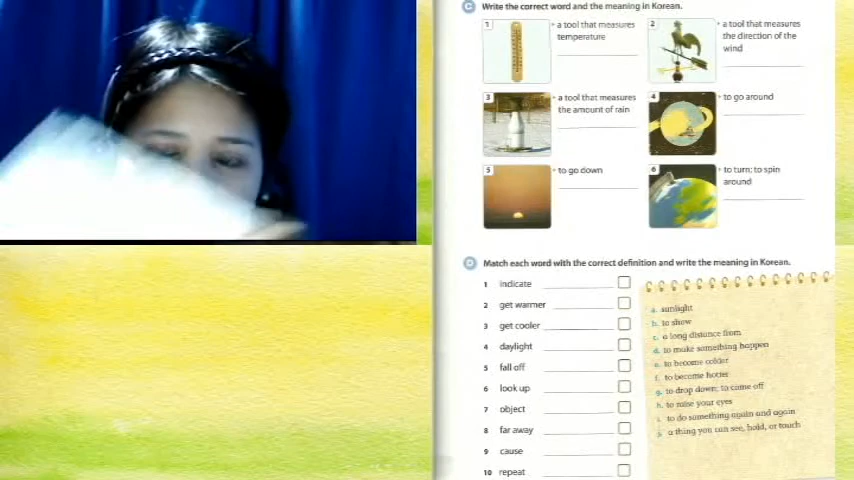 C Write the correct word and the meaning in Korean.
1 a tool that measures
temperature
2 a tool that measures
the direction of the
wind
3 a tool that measures
the amount of rain
4 to go around
5 to go down
6 to turn; to spin
around
D Match each word with the correct definition and write the meaning in Korean.
1 indicate
2 get warmer
3 get cooler
4 daylight
5 fall off
6 look up
7 object
8 far away
9 cause
10 repeat
a. sunlight
b. to show
c. a long distance from
d. to make something happen
e. to become colder
f. to become hotter
g. to drop down; to come off
h. to raise your eyes
i. to do something again and again
j. a thing you can see, hold, or touch